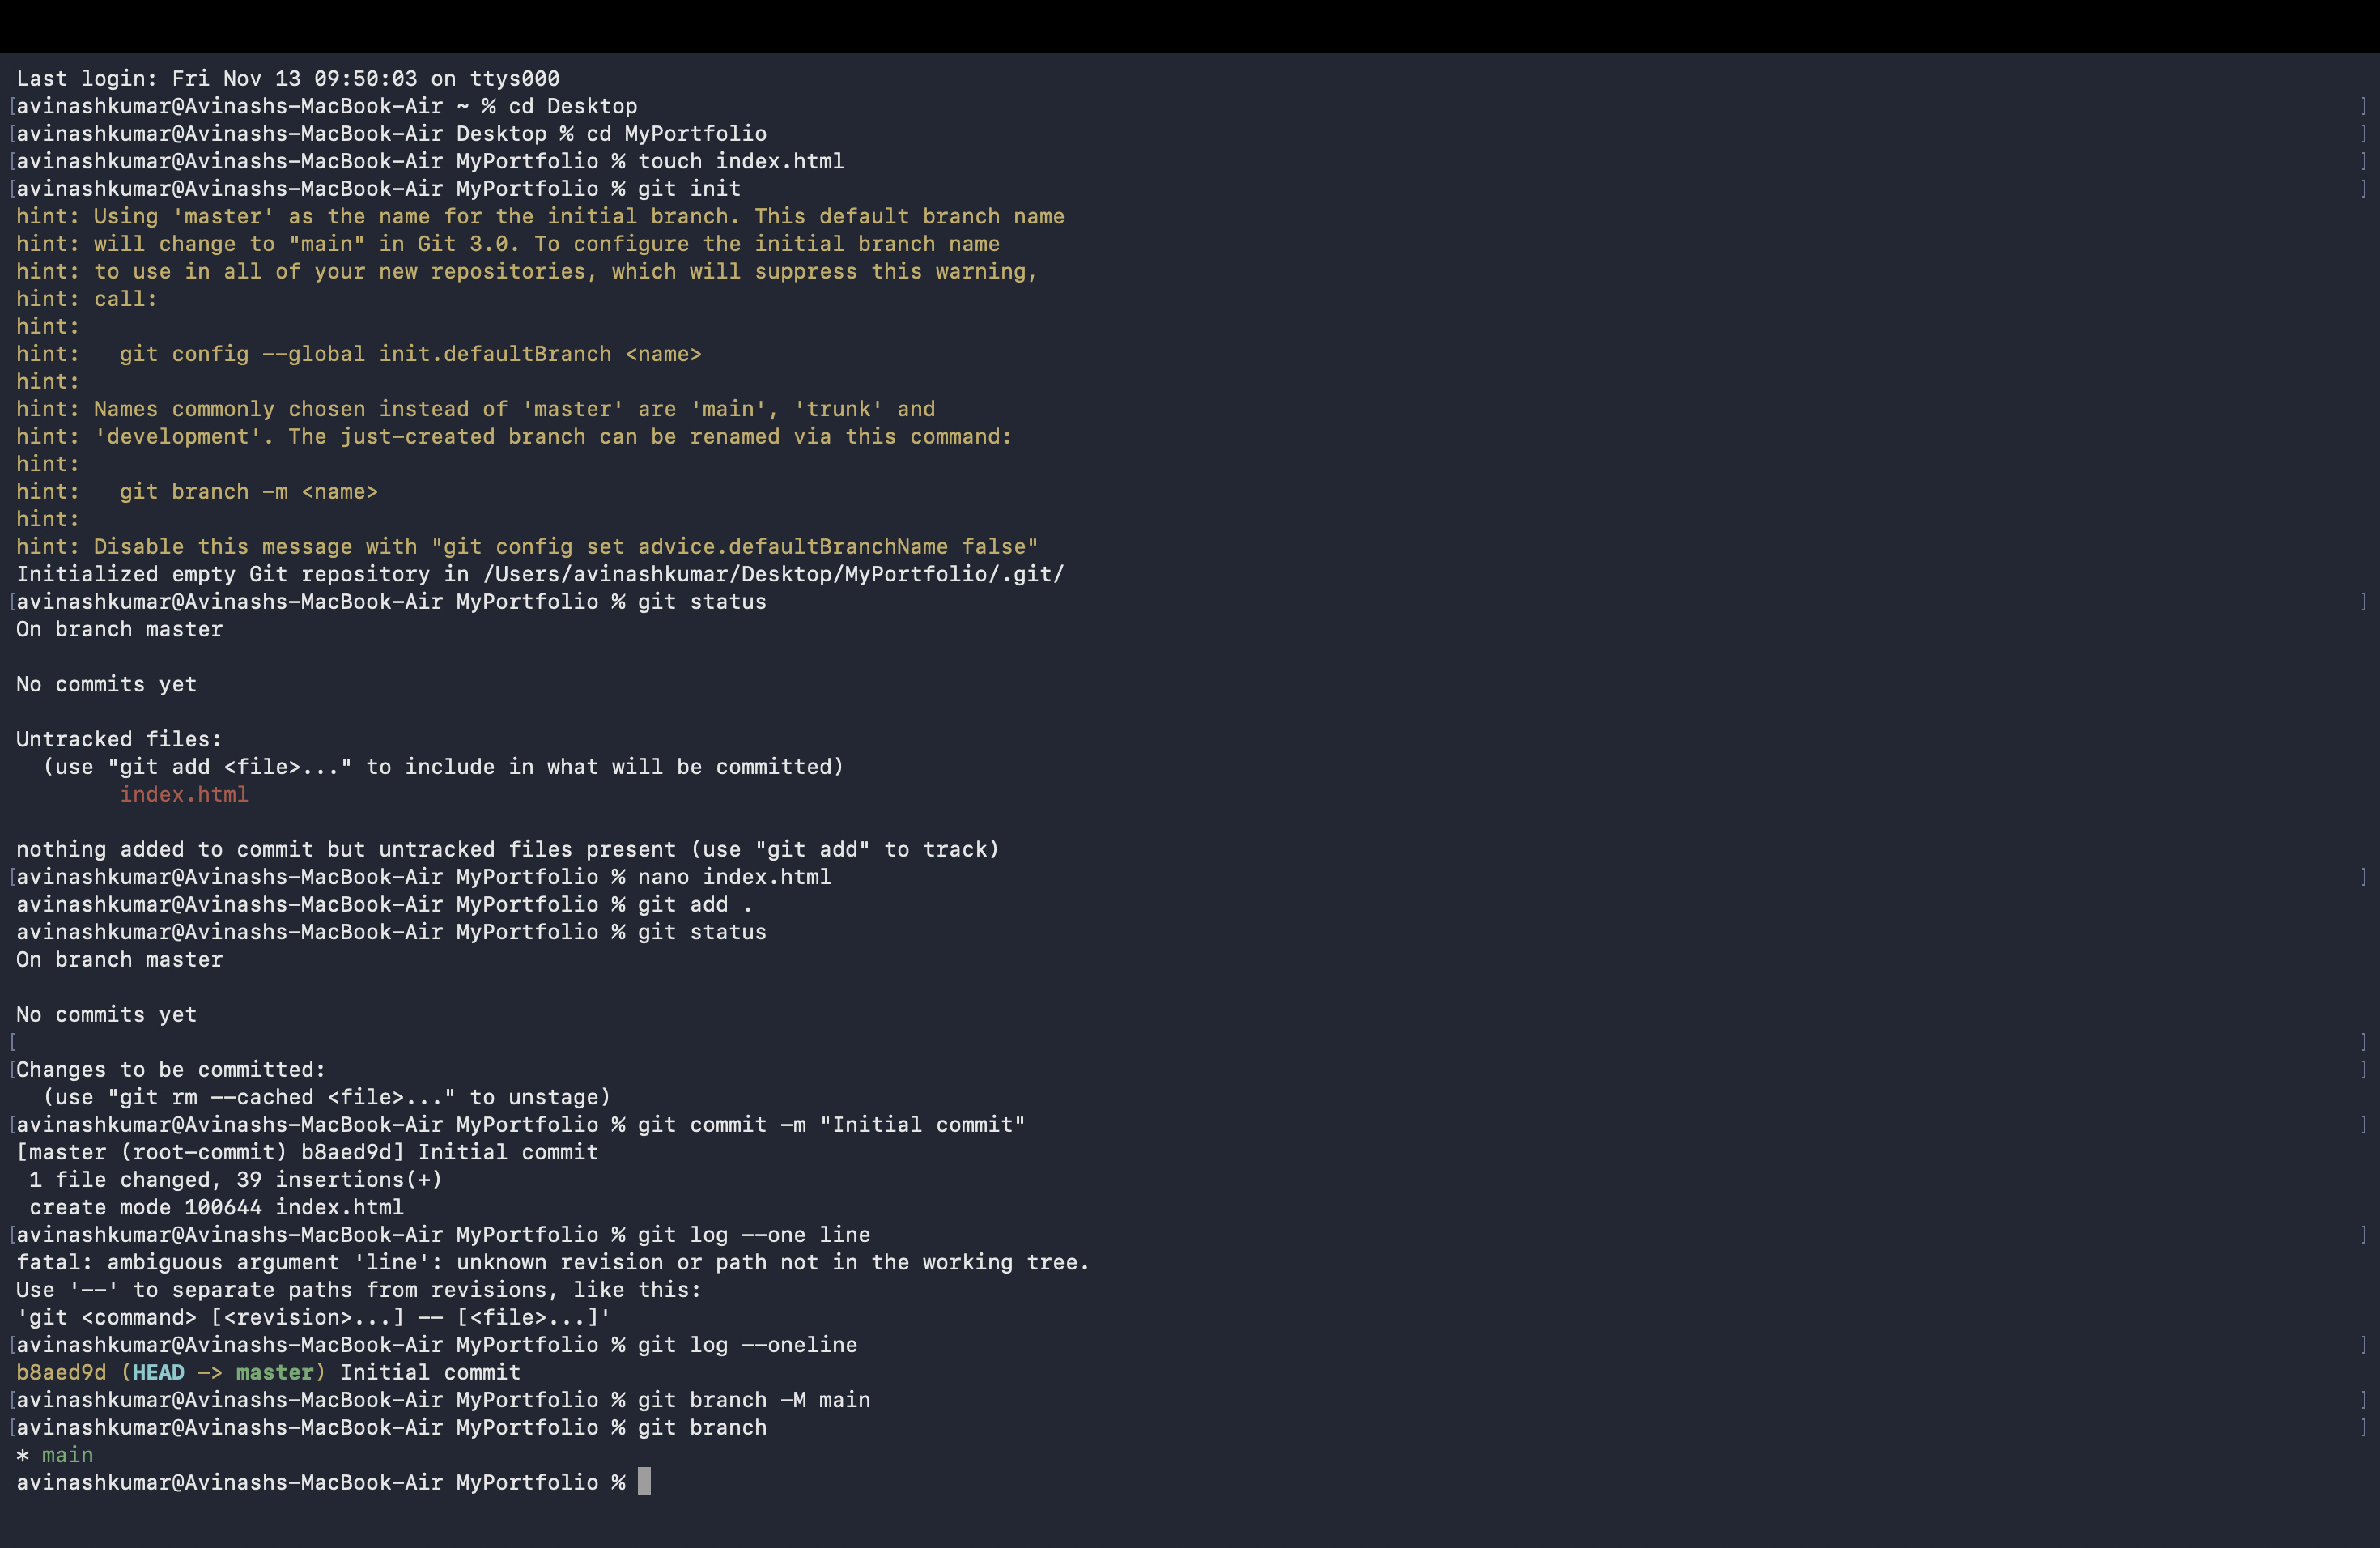 Last login: Fri Nov 13 09:50:03 on ttys000
[avinashkumar@Avinashs-MacBook-Air ~ % cd Desktop ]
[avinashkumar@Avinashs-MacBook-Air Desktop % cd MyPortfolio ]
[avinashkumar@Avinashs-MacBook-Air MyPortfolio % touch index.html ]
[avinashkumar@Avinashs-MacBook-Air MyPortfolio % git init ]
hint: Using 'master' as the name for the initial branch. This default branch name
hint: will change to "main" in Git 3.0. To configure the initial branch name
hint: to use in all of your new repositories, which will suppress this warning,
hint: call:
hint:
hint:   git config --global init.defaultBranch <name>
hint:
hint: Names commonly chosen instead of 'master' are 'main', 'trunk' and
hint: 'development'. The just-created branch can be renamed via this command:
hint:
hint:   git branch -m <name>
hint:
hint: Disable this message with "git config set advice.defaultBranchName false"
Initialized empty Git repository in /Users/avinashkumar/Desktop/MyPortfolio/.git/
[avinashkumar@Avinashs-MacBook-Air MyPortfolio % git status ]
On branch master

No commits yet

Untracked files:
  (use "git add <file>..." to include in what will be committed)
        index.html

nothing added to commit but untracked files present (use "git add" to track)
[avinashkumar@Avinashs-MacBook-Air MyPortfolio % nano index.html ]
avinashkumar@Avinashs-MacBook-Air MyPortfolio % git add .
avinashkumar@Avinashs-MacBook-Air MyPortfolio % git status
On branch master

No commits yet
[ ]
[Changes to be committed: ]
  (use "git rm --cached <file>..." to unstage)
[avinashkumar@Avinashs-MacBook-Air MyPortfolio % git commit -m "Initial commit" ]
[master (root-commit) b8aed9d] Initial commit
 1 file changed, 39 insertions(+)
 create mode 100644 index.html
[avinashkumar@Avinashs-MacBook-Air MyPortfolio % git log --one line ]
fatal: ambiguous argument 'line': unknown revision or path not in the working tree.
Use '--' to separate paths from revisions, like this:
'git <command> [<revision>...] -- [<file>...]'
[avinashkumar@Avinashs-MacBook-Air MyPortfolio % git log --oneline ]
b8aed9d (HEAD -> master) Initial commit
[avinashkumar@Avinashs-MacBook-Air MyPortfolio % git branch -M main ]
[avinashkumar@Avinashs-MacBook-Air MyPortfolio % git branch ]
* main
avinashkumar@Avinashs-MacBook-Air MyPortfolio %